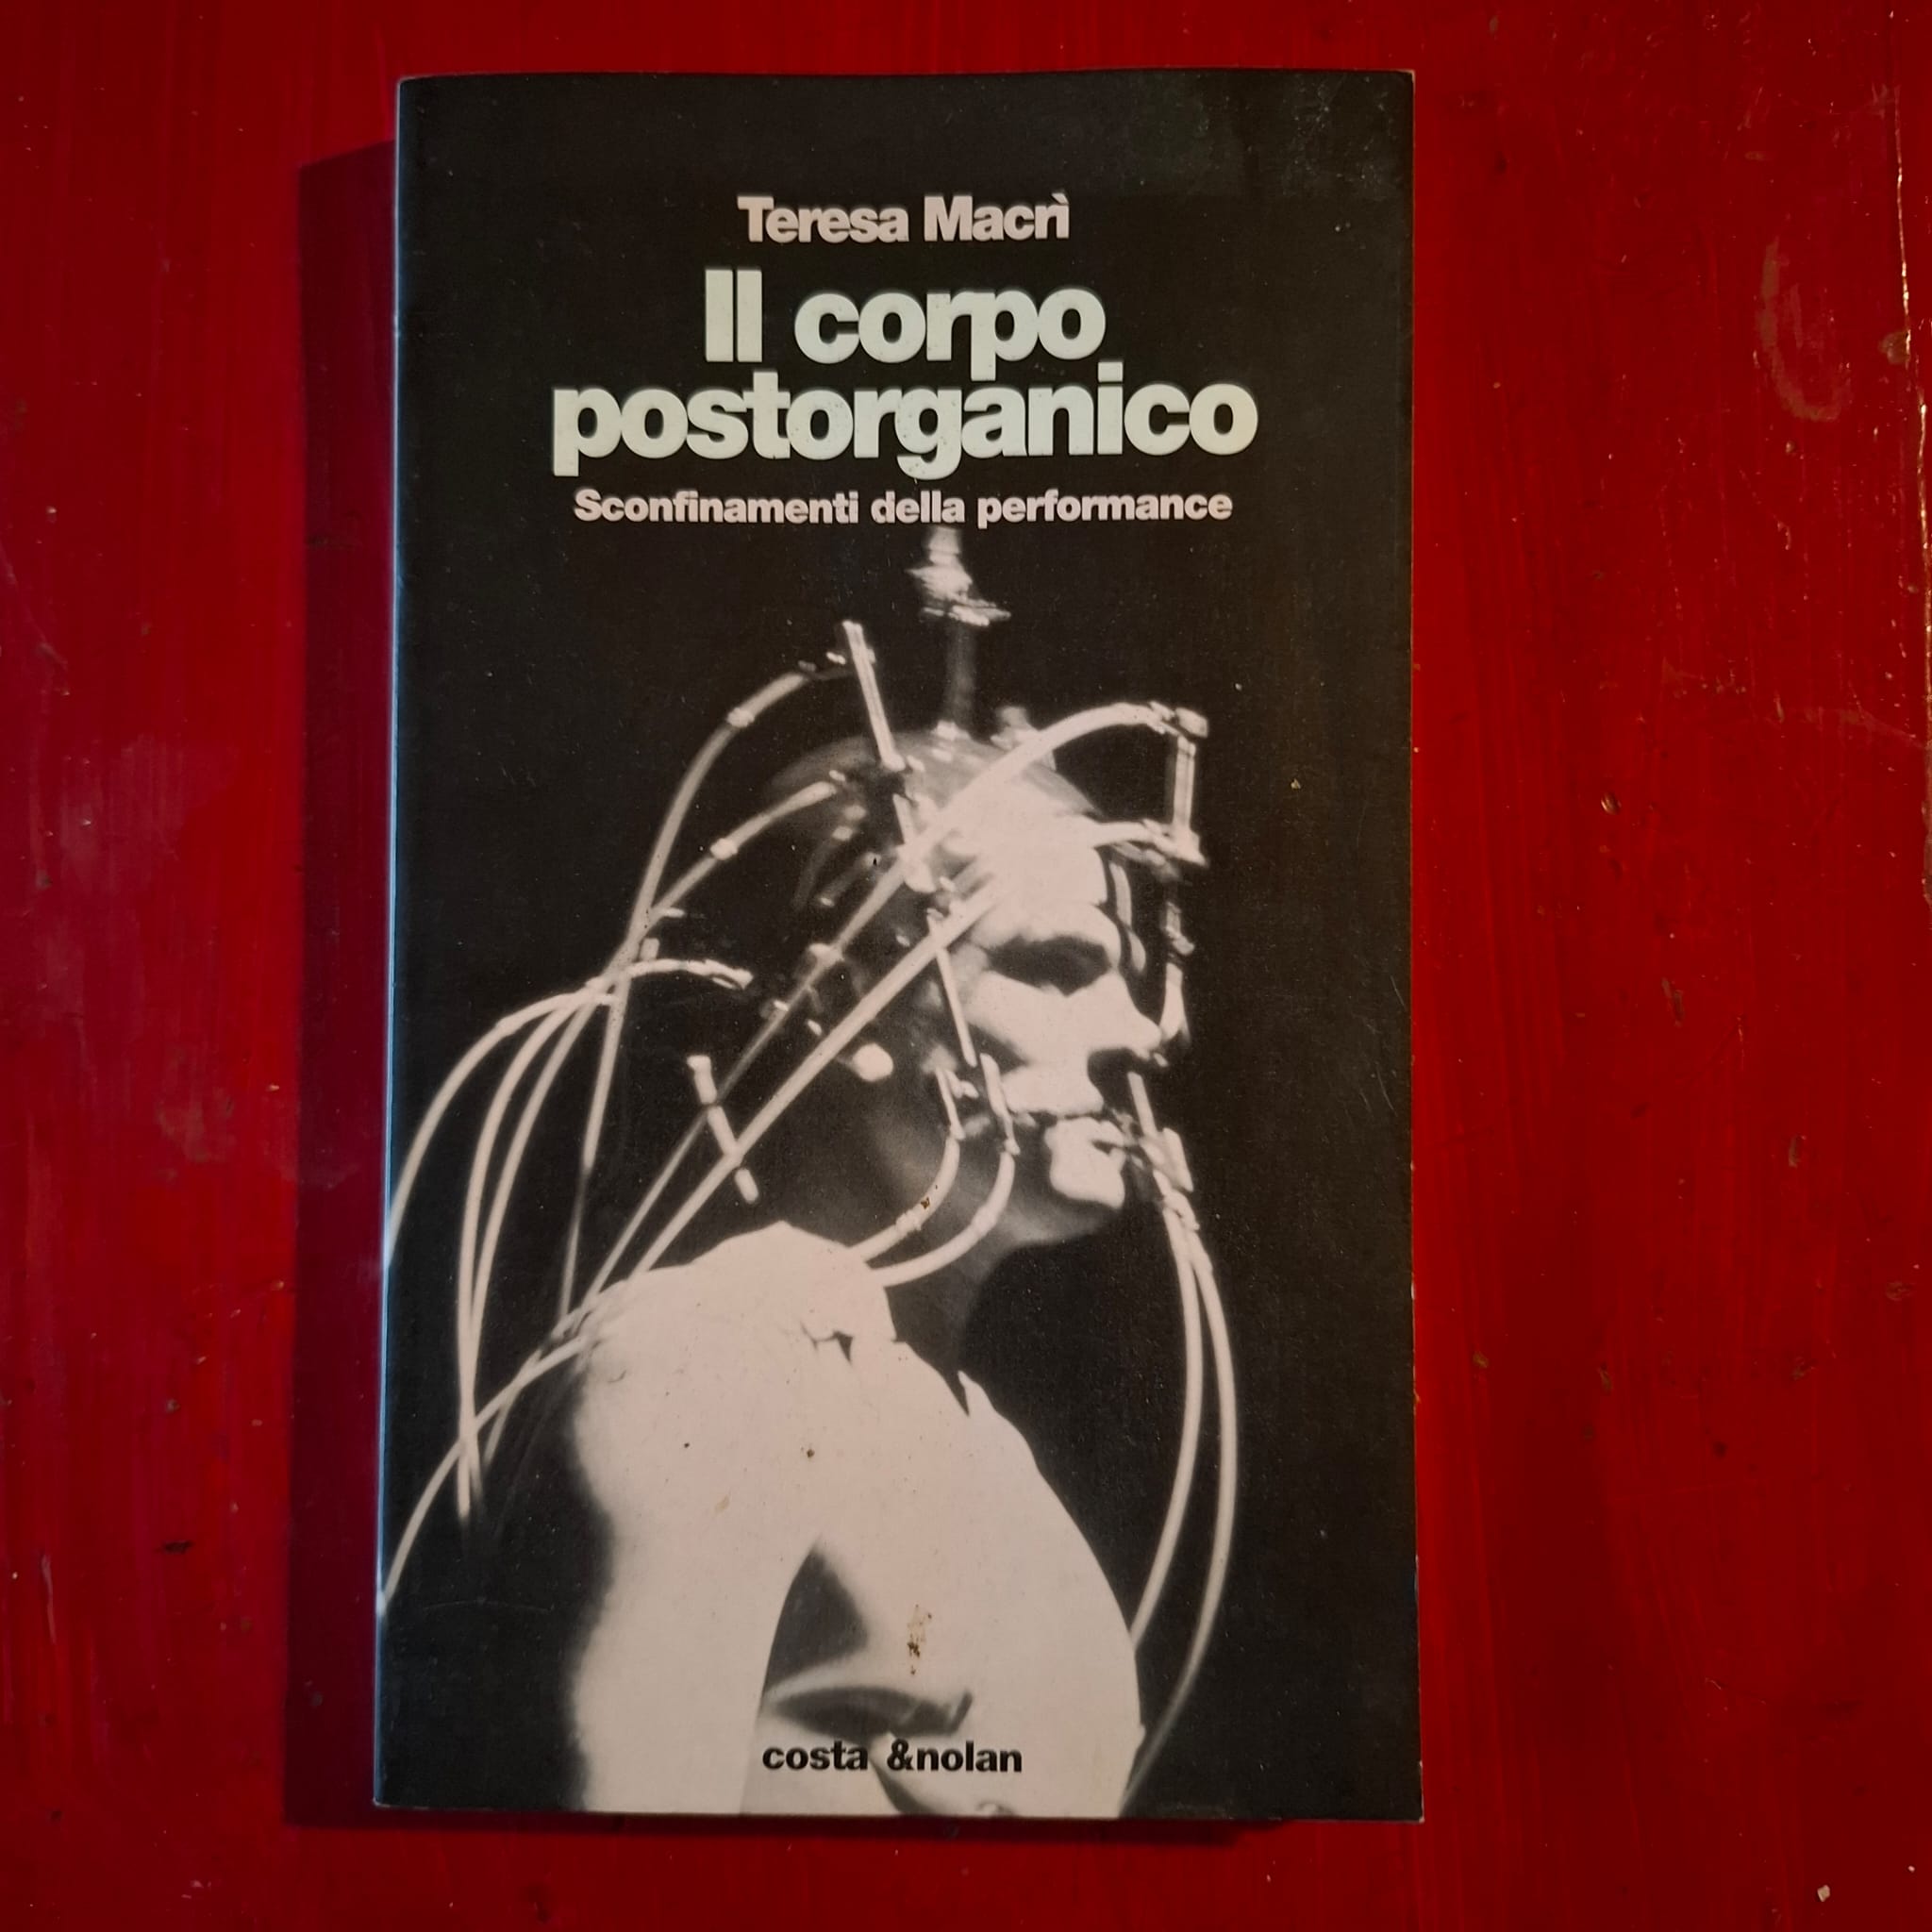 Teresa Macrì
Il corpo
postorganico
Sconfinamenti della performance
costa &nolan